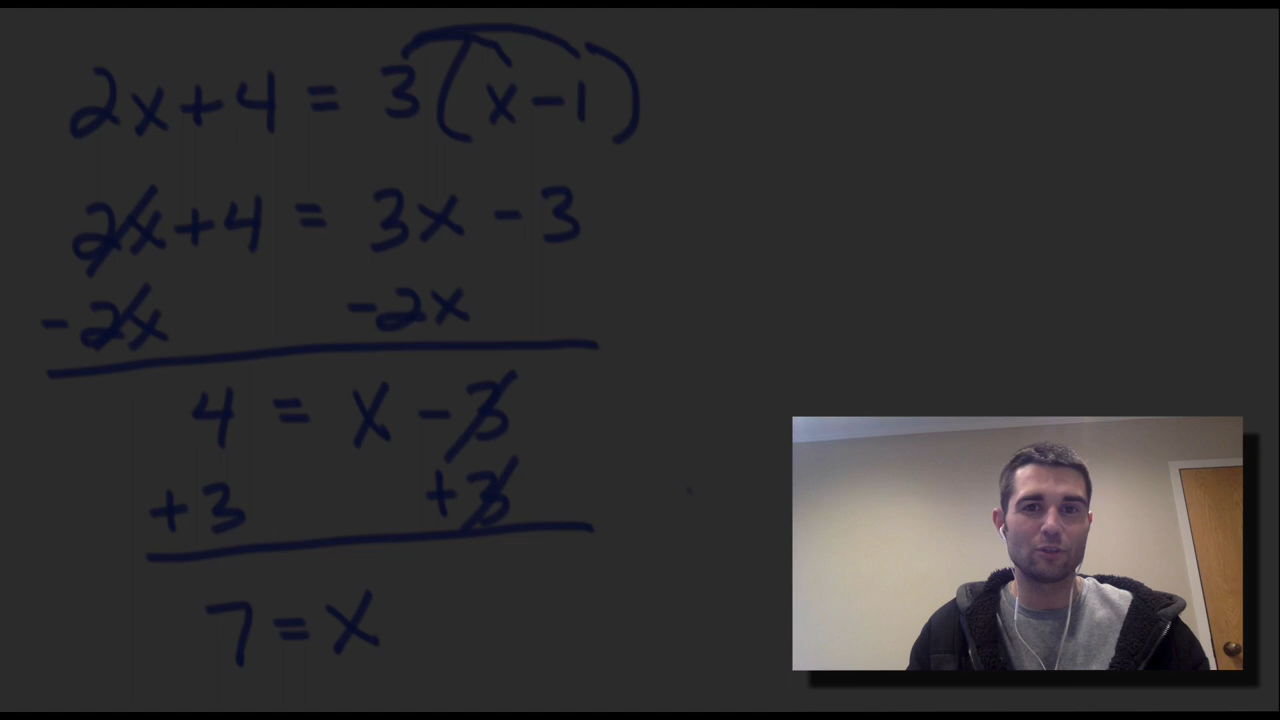 2x+4 = 3(x-1)
2x+4 = 3x - 3
-2x -2x
4 = x - 3
+3 +3
7 = x